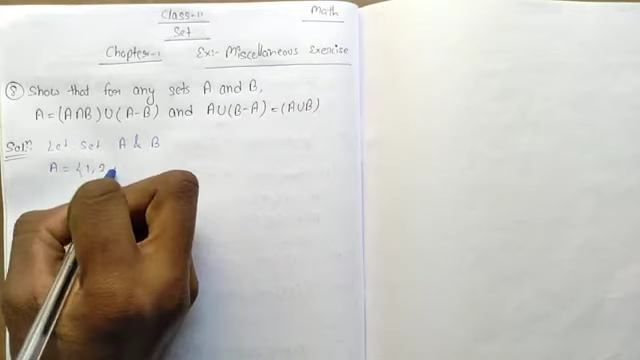 Class-11
Math
Set
Chapter-1 Ex:- Miscellaneous Exercise
8 Show that for any sets A and B,
A = (A∩B)∪(A-B) and A∪(B-A) = (A∪B)
Solⁿ: Let Set A & B
A = {1, 2,